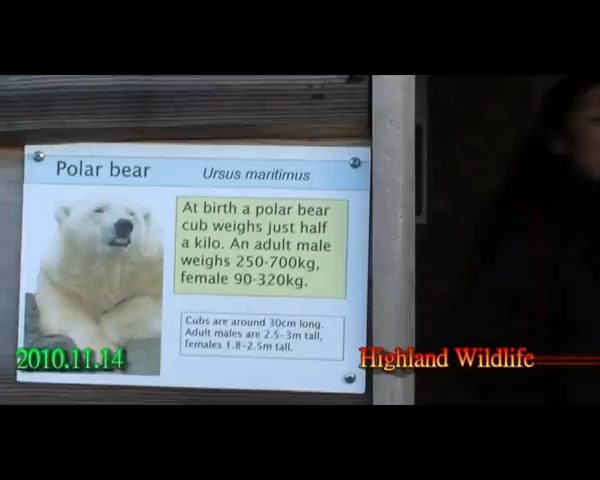 Polar bear Ursus maritimus
At birth a polar bear
cub weighs just half
a kilo. An adult male
weighs 250-700kg,
female 90-320kg.
Cubs are around 30cm long.
Adult males are 2.5-3m tall,
females 1.8-2.5m tall.
2010.11.14
Highland Wildlife